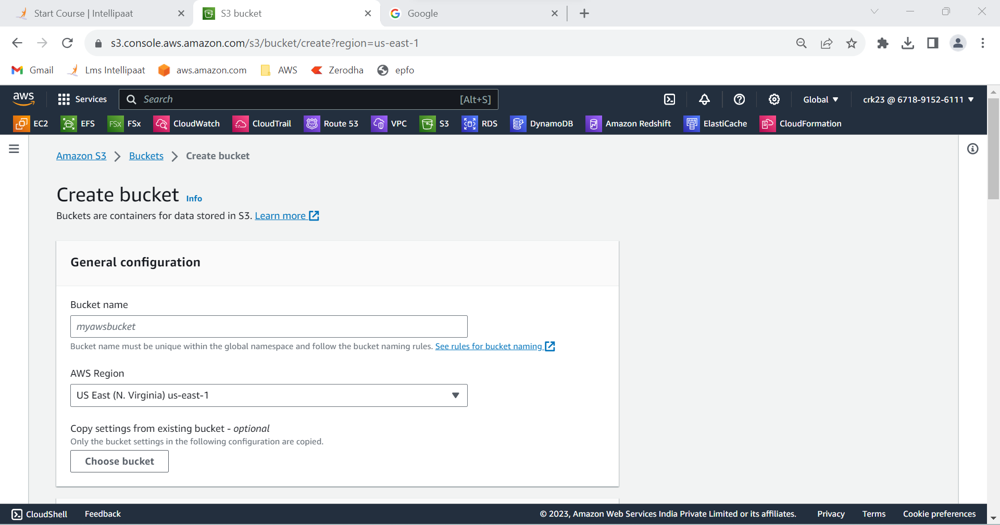 Start Course | Intellipaat
S3 bucket
Google
s3.console.aws.amazon.com/s3/bucket/create?region=us-east-1
Gmail
Lms Intellipaat
aws.amazon.com
AWS
Zerodha
epfo
aws
Services
Search
[Alt+S]
Global
crk23 @ 6718-9152-6111
EC2
EFS
FSx
FSx
CloudWatch
CloudTrail
53
Route 53
VPC
S3
RDS
DynamoDB
Amazon Redshift
ElastiCache
CloudFormation
Amazon S3
Buckets
Create bucket
Create bucket
Info
Buckets are containers for data stored in S3. Learn more
General configuration
Bucket name
myawsbucket
Bucket name must be unique within the global namespace and follow the bucket naming rules. See rules for bucket naming
AWS Region
US East (N. Virginia) us-east-1
Copy settings from existing bucket - optional
Only the bucket settings in the following configuration are copied.
Choose bucket
CloudShell
Feedback
© 2023, Amazon Web Services India Private Limited or its affiliates.
Privacy
Terms
Cookie preferences